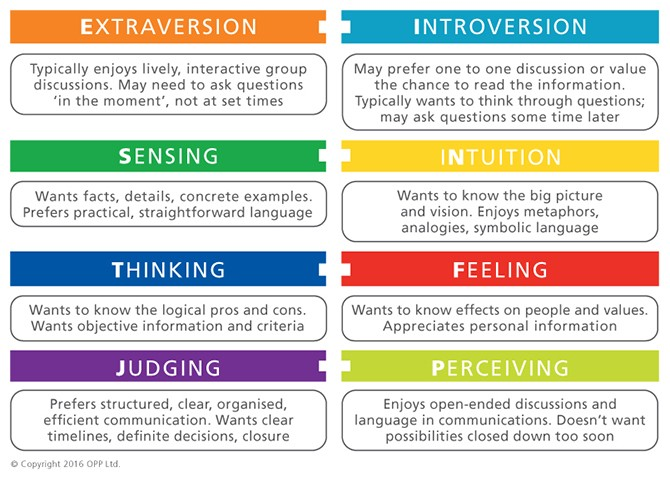 EXTRAVERSION
Typically enjoys lively, interactive group
discussions. May need to ask questions
‘in the moment’, not at set times
INTROVERSION
May prefer one to one discussion or value
the chance to read the information.
Typically wants to think through questions;
may ask questions some time later
SENSING
Wants facts, details, concrete examples.
Prefers practical, straightforward language
INTUITION
Wants to know the big picture
and vision. Enjoys metaphors,
analogies, symbolic language
THINKING
Wants to know the logical pros and cons.
Wants objective information and criteria
FEELING
Wants to know effects on people and values.
Appreciates personal information
JUDGING
Prefers structured, clear, organised,
efficient communication. Wants clear
timelines, definite decisions, closure
PERCEIVING
Enjoys open-ended discussions and
language in communications. Doesn’t want
possibilities closed down too soon
© Copyright 2016 OPP Ltd.